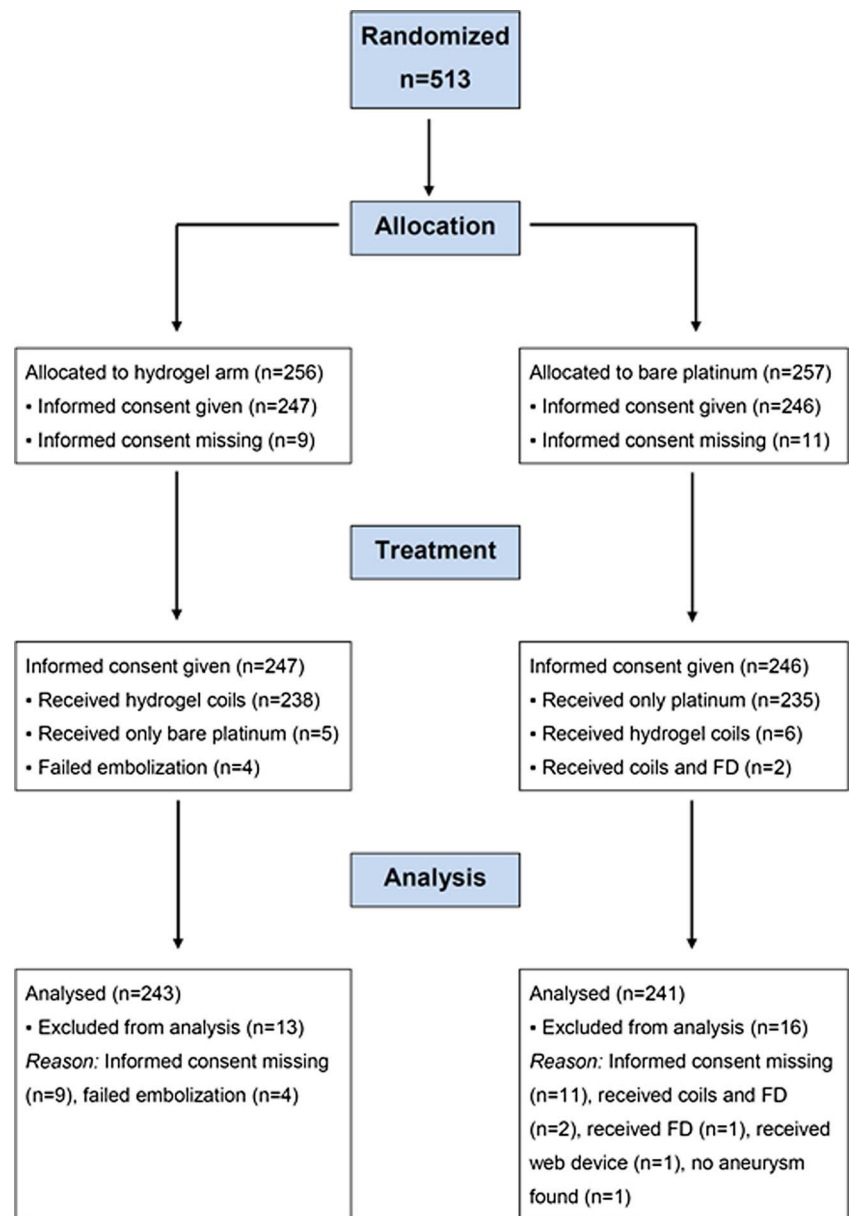 Randomized
n=513
Allocation
Allocated to hydrogel arm (n=256)
• Informed consent given (n=247)
• Informed consent missing (n=9)
Allocated to bare platinum (n=257)
• Informed consent given (n=246)
• Informed consent missing (n=11)
Treatment
Informed consent given (n=247)
• Received hydrogel coils (n=238)
• Received only bare platinum (n=5)
• Failed embolization (n=4)
Informed consent given (n=246)
• Received only platinum (n=235)
• Received hydrogel coils (n=6)
• Received coils and FD (n=2)
Analysis
Analysed (n=243)
• Excluded from analysis (n=13)
Reason: Informed consent missing
(n=9), failed embolization (n=4)
Analysed (n=241)
• Excluded from analysis (n=16)
Reason: Informed consent missing
(n=11), received coils and FD
(n=2), received FD (n=1), received
web device (n=1), no aneurysm
found (n=1)